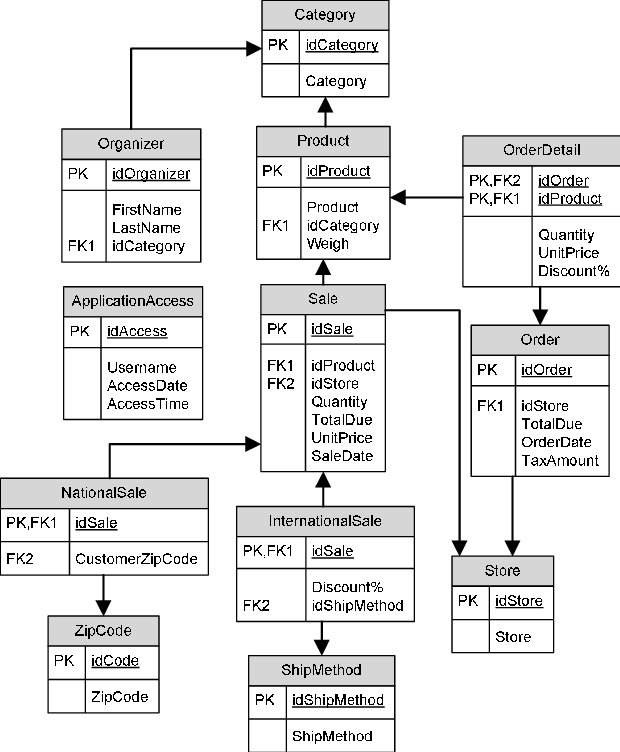 Category
PK idCategory
Category
Organizer
PK idOrganizer
FirstName
LastName
FK1 idCategory
Product
PK idProduct
Product
FK1 idCategory
Weigh
OrderDetail
PK,FK2 idOrder
PK,FK1 idProduct
Quantity
UnitPrice
Discount%
ApplicationAccess
PK idAccess
Username
AccessDate
AccessTime
Sale
PK idSale
FK1 idProduct
FK2 idStore
Quantity
TotalDue
UnitPrice
SaleDate
Order
PK idOrder
FK1 idStore
TotalDue
OrderDate
TaxAmount
NationalSale
PK,FK1 idSale
FK2 CustomerZipCode
InternationalSale
PK,FK1 idSale
Discount%
FK2 idShipMethod
Store
PK idStore
Store
ZipCode
PK idCode
ZipCode
ShipMethod
PK idShipMethod
ShipMethod